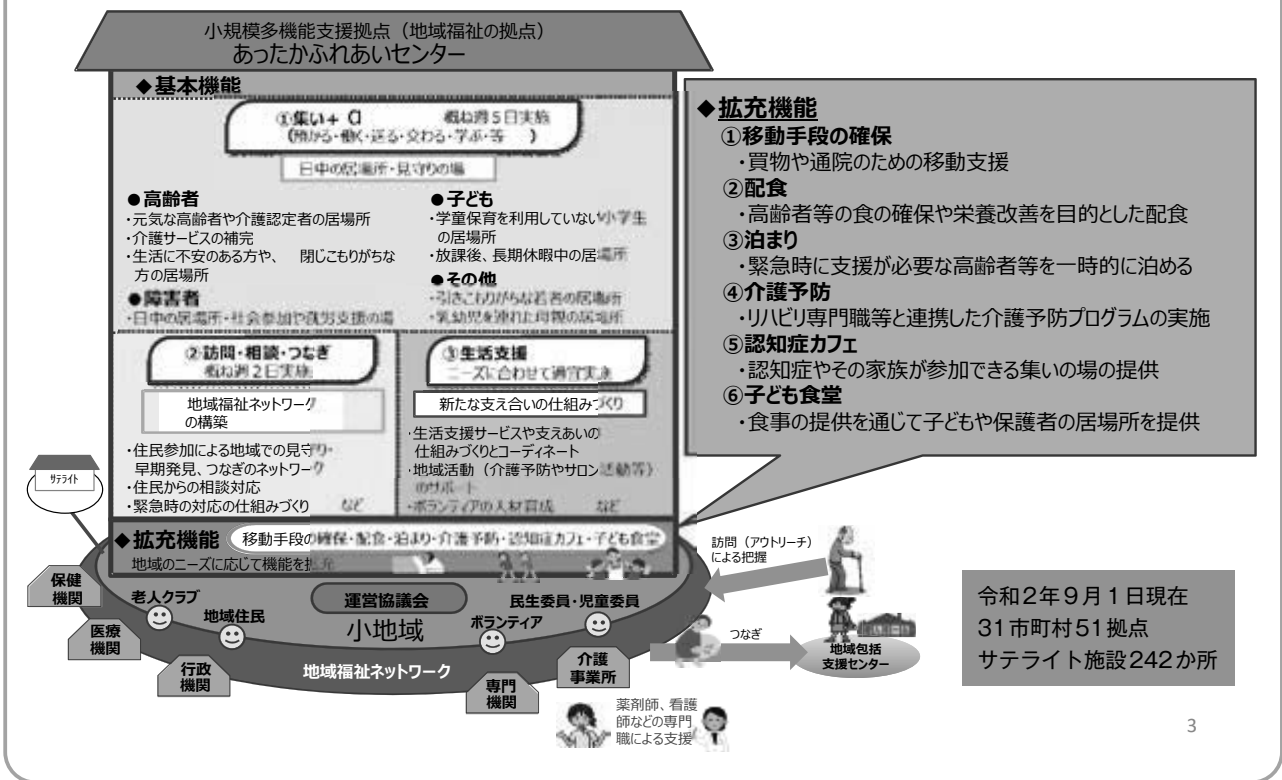 小規模多機能支援拠点（地域福祉の拠点）
あったかふれあいセンター
◆基本機能
①集い＋α 概ね週５日実施
（預かる・働く・送る・交わる・学ぶ・等 ）
日中の居場所・見守りの場
●高齢者
・元気な高齢者や介護認定者の居場所
・介護サービスの補完
・生活に不安のある方や、 閉じこもりがちな
方の居場所
●障害者
・日中の居場所・社会参加や就労支援の場
●子ども
・学童保育を利用していない小学生
の居場所
・放課後、長期休暇中の居場所
●その他
・引きこもりがちな若者の居場所
・乳幼児を連れた母親の居場所
②訪問・相談・つなぎ
概ね週２日実施
地域福祉ネットワーク
の構築
・住民参加による地域での見守り・
早期発見、つなぎのネットワーク
・住民からの相談対応
・緊急時の対応の仕組みづくり など
③生活支援
ニーズに合わせて適宜実施
新たな支え合いの仕組みづくり
・生活支援サービスや支えあいの
仕組みづくりとコーディネート
・地域活動（介護予防やサロン活動等）
のサポート
・ボランティアの人材育成 など
◆拡充機能 移動手段の確保・配食・泊まり・介護予防・認知症カフェ・子ども食堂
地域のニーズに応じて機能を拡充
◆拡充機能
①移動手段の確保
・買物や通院のための移動支援
②配食
・高齢者等の食の確保や栄養改善を目的とした配食
③泊まり
・緊急時に支援が必要な高齢者等を一時的に泊める
④介護予防
・リハビリ専門職等と連携した介護予防プログラムの実施
⑤認知症カフェ
・認知症やその家族が参加できる集いの場の提供
⑥子ども食堂
・食事の提供を通じて子どもや保護者の居場所を提供
サテライト
保健
機関
医療
機関
行政
機関
老人クラブ
地域住民
運営協議会
小地域
ボランティア
民生委員・児童委員
地域福祉ネットワーク
専門
機関
介護
事業所
訪問（アウトリーチ）
による把握
つなぎ
地域包括
支援センター
薬剤師、看護
師などの専門
職による支援
令和２年９月１日現在
31市町村51拠点
サテライト施設242か所
3